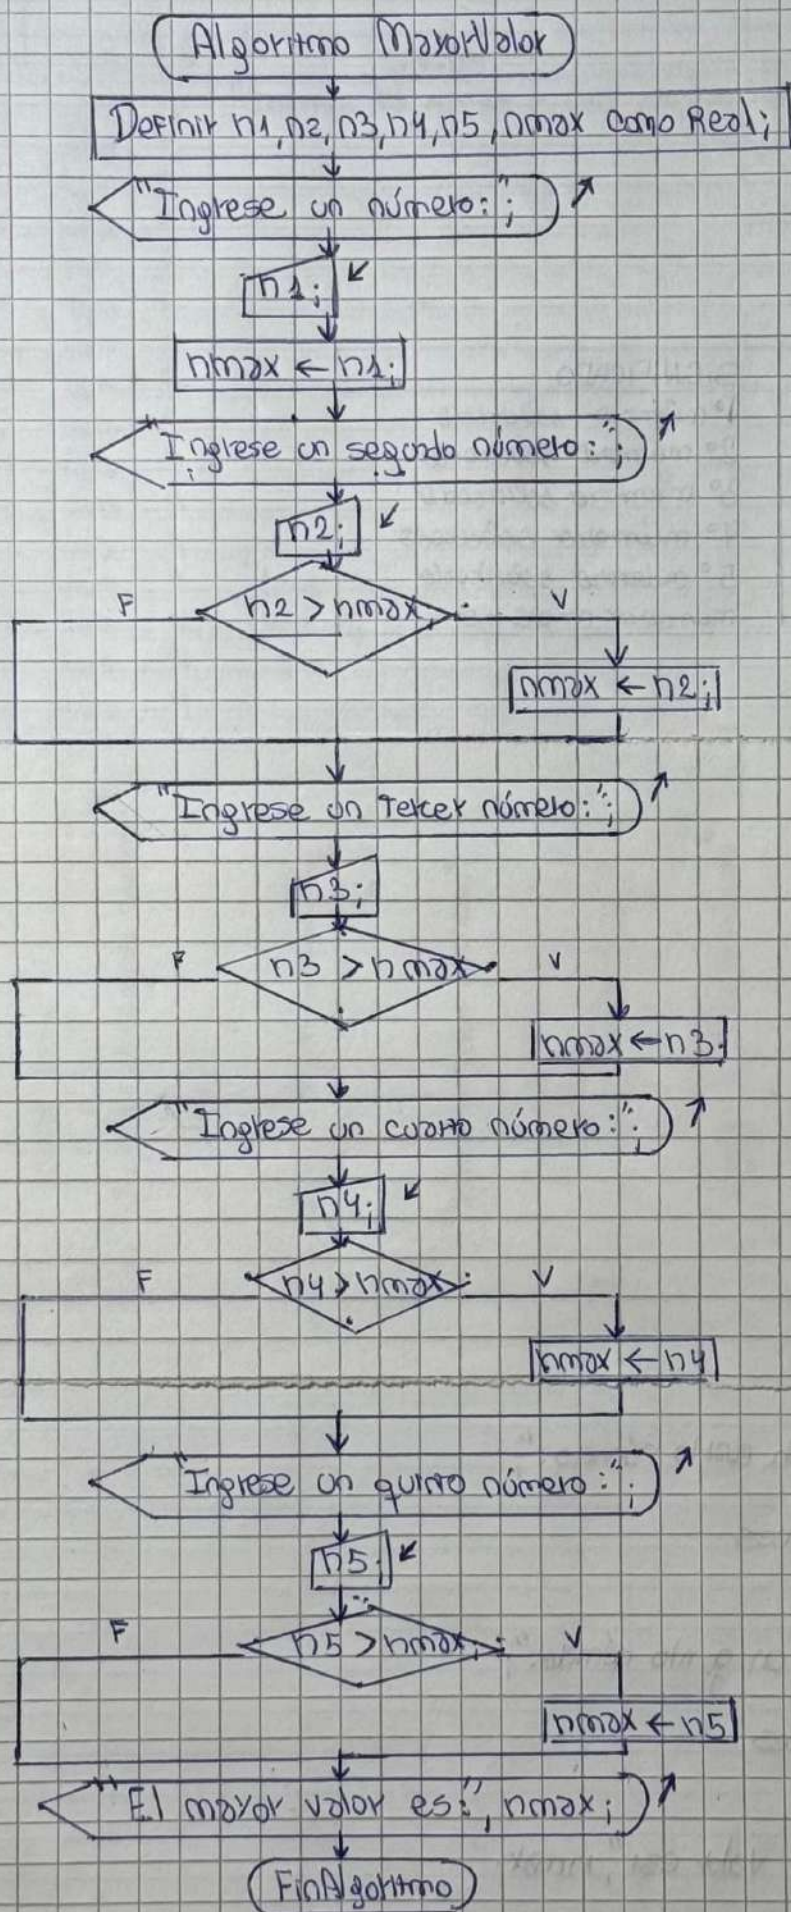 Algoritmo MayorValor
Definir n1, n2, n3, n4, n5, nmax como Real;
"Ingrese un número:";
n1;
nmax ← n1;
"Ingrese un segundo número:";
n2;
F n2 > nmax V
nmax ← n2;
"Ingrese un Tercer número:";
n3;
F n3 > nmax V
nmax ← n3
"Ingrese un cuarto número:";
n4;
F n4 > nmax V
nmax ← n4
"Ingrese un quinto número:";
n5;
F n5 > nmax; V
nmax ← n5
"El mayor valor es:", nmax;
FinAlgoritmo